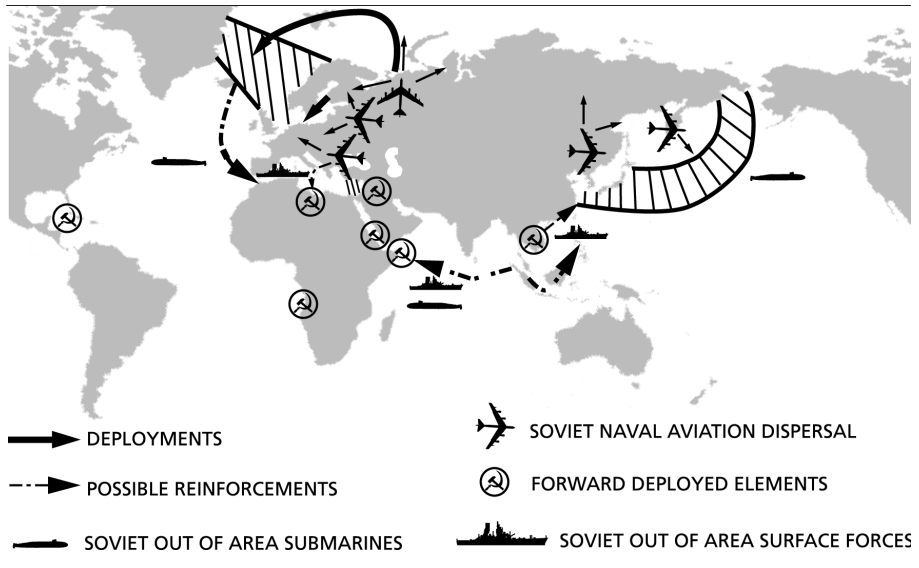 DEPLOYMENTS
POSSIBLE REINFORCEMENTS
SOVIET OUT OF AREA SUBMARINES
SOVIET NAVAL AVIATION DISPERSAL
FORWARD DEPLOYED ELEMENTS
SOVIET OUT OF AREA SURFACE FORCES